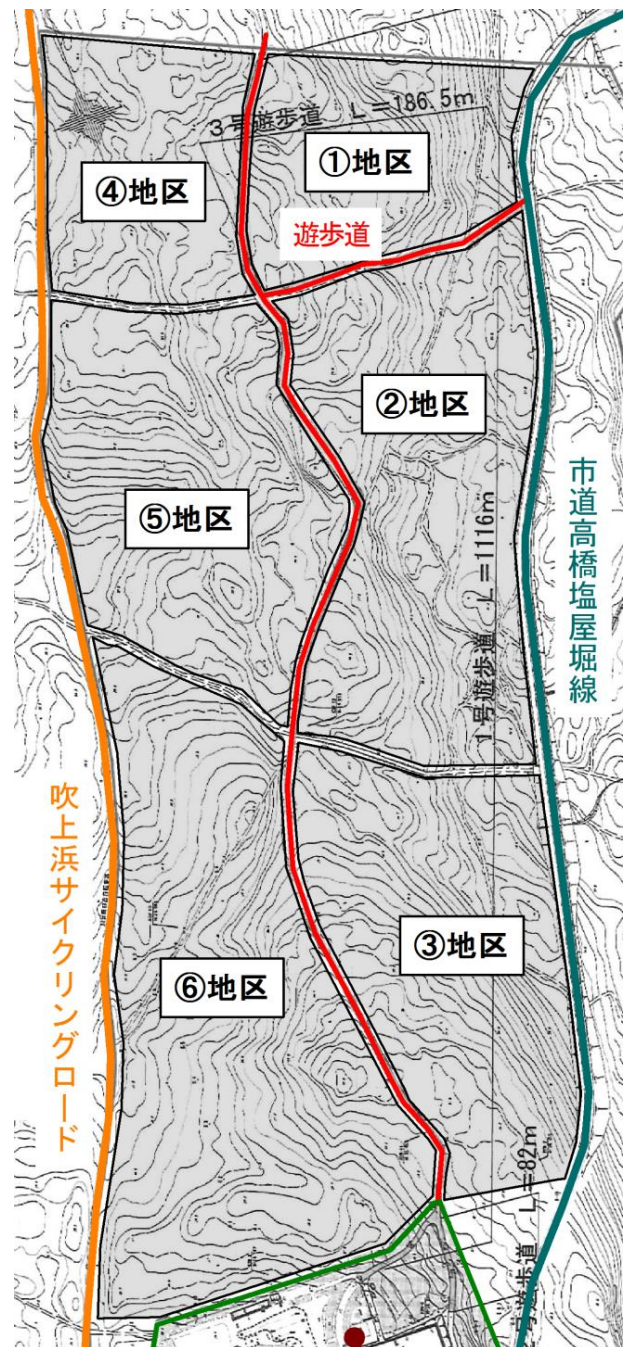 3号遊歩道 L=186.5m
①地区
④地区
遊歩道
②地区
⑤地区
市道高橋塩屋堀線
1号遊歩道 L=1116m
吹上浜サイクリングロード
③地区
⑥地区
号遊歩道 L=82m